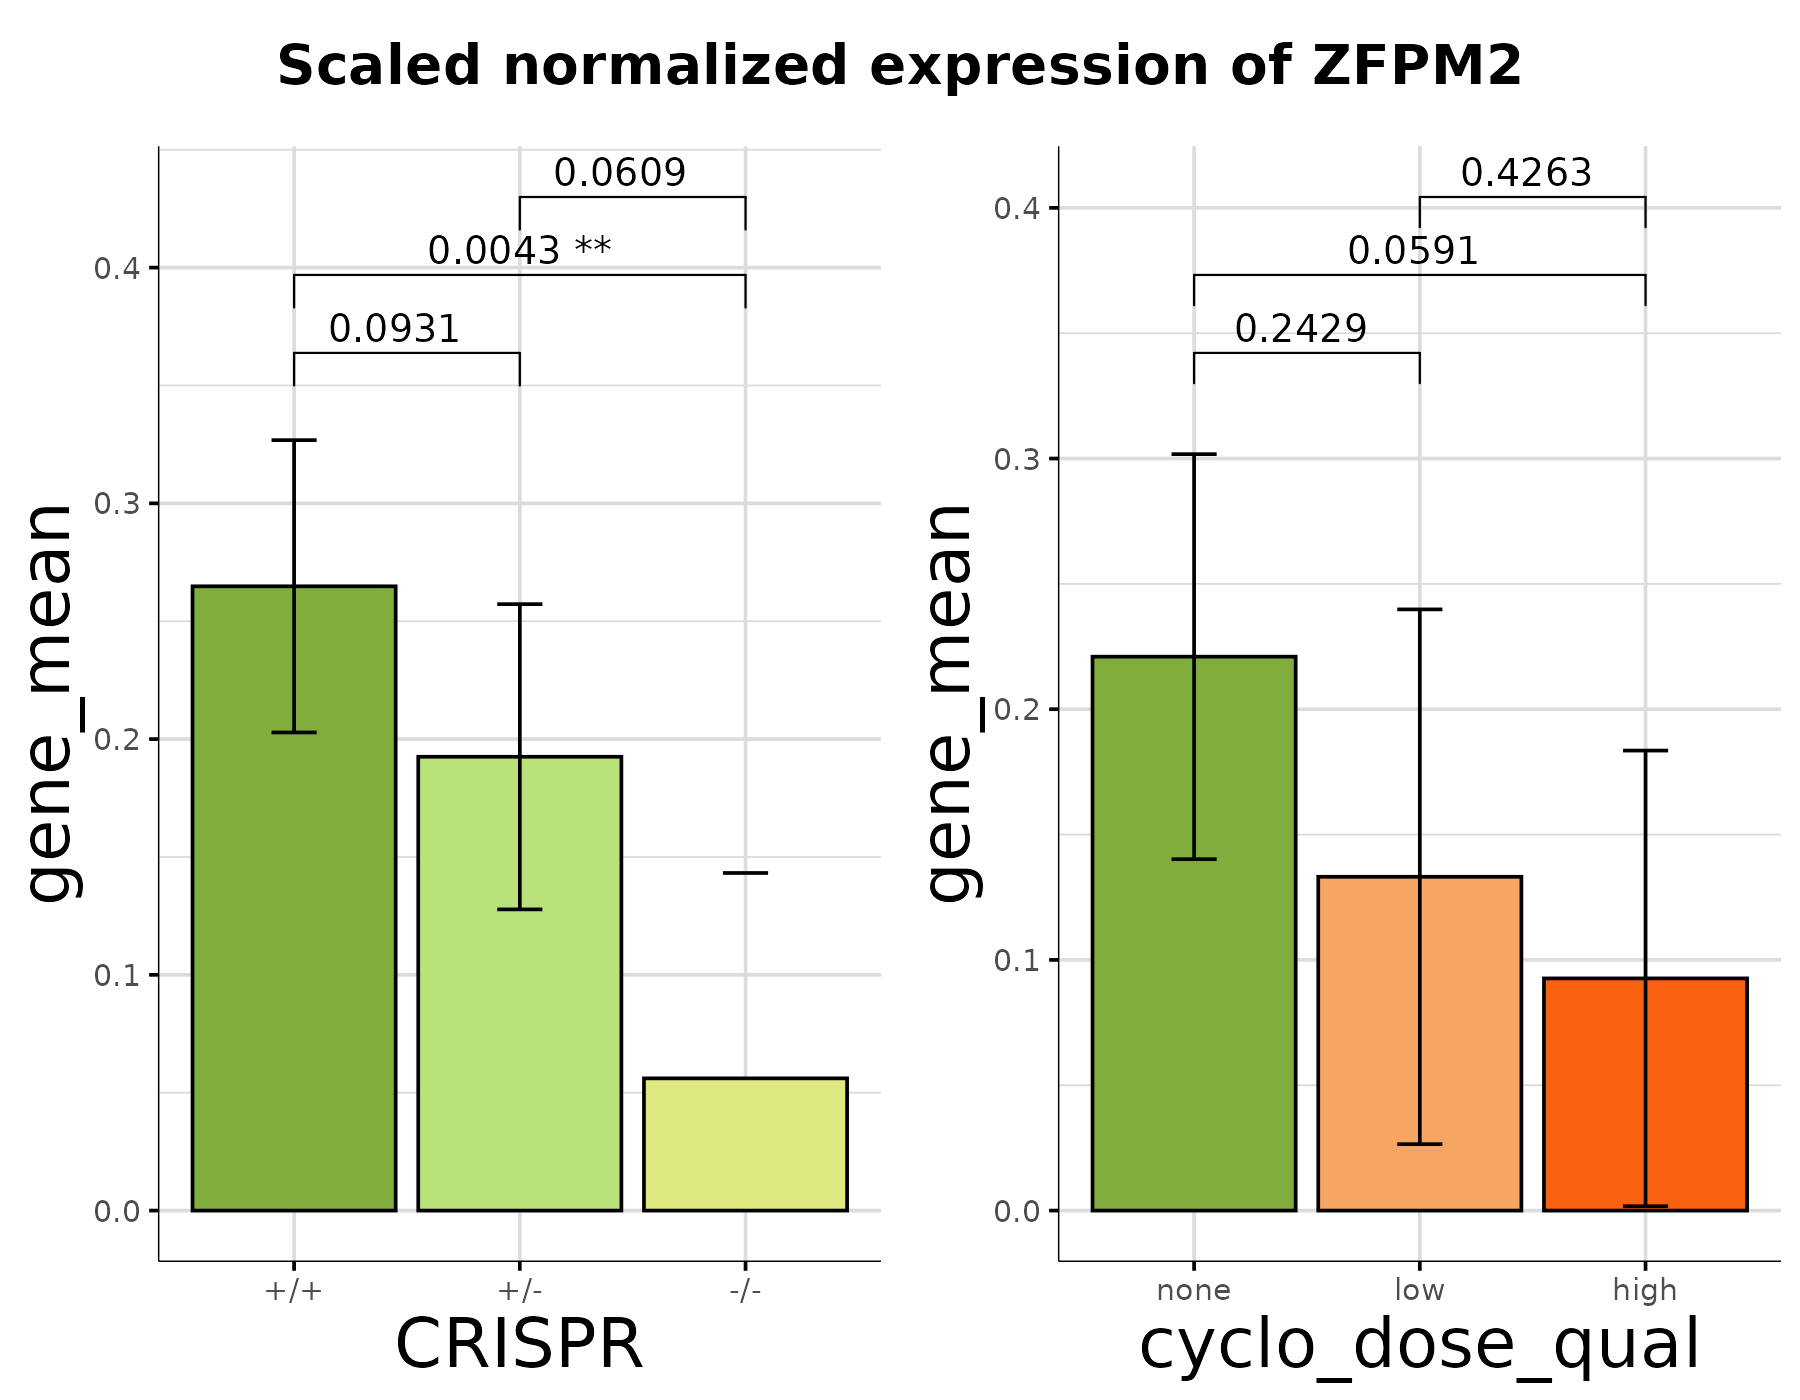 Scaled normalized expression of ZFPM2
gene_mean
0.4
0.3
0.2
0.1
0.0
0.0609
0.0043 **
0.0931
+/+
+/-
-/-
CRISPR
gene_mean
0.4
0.3
0.2
0.1
0.0
0.4263
0.0591
0.2429
none
low
high
cyclo_dose_qual